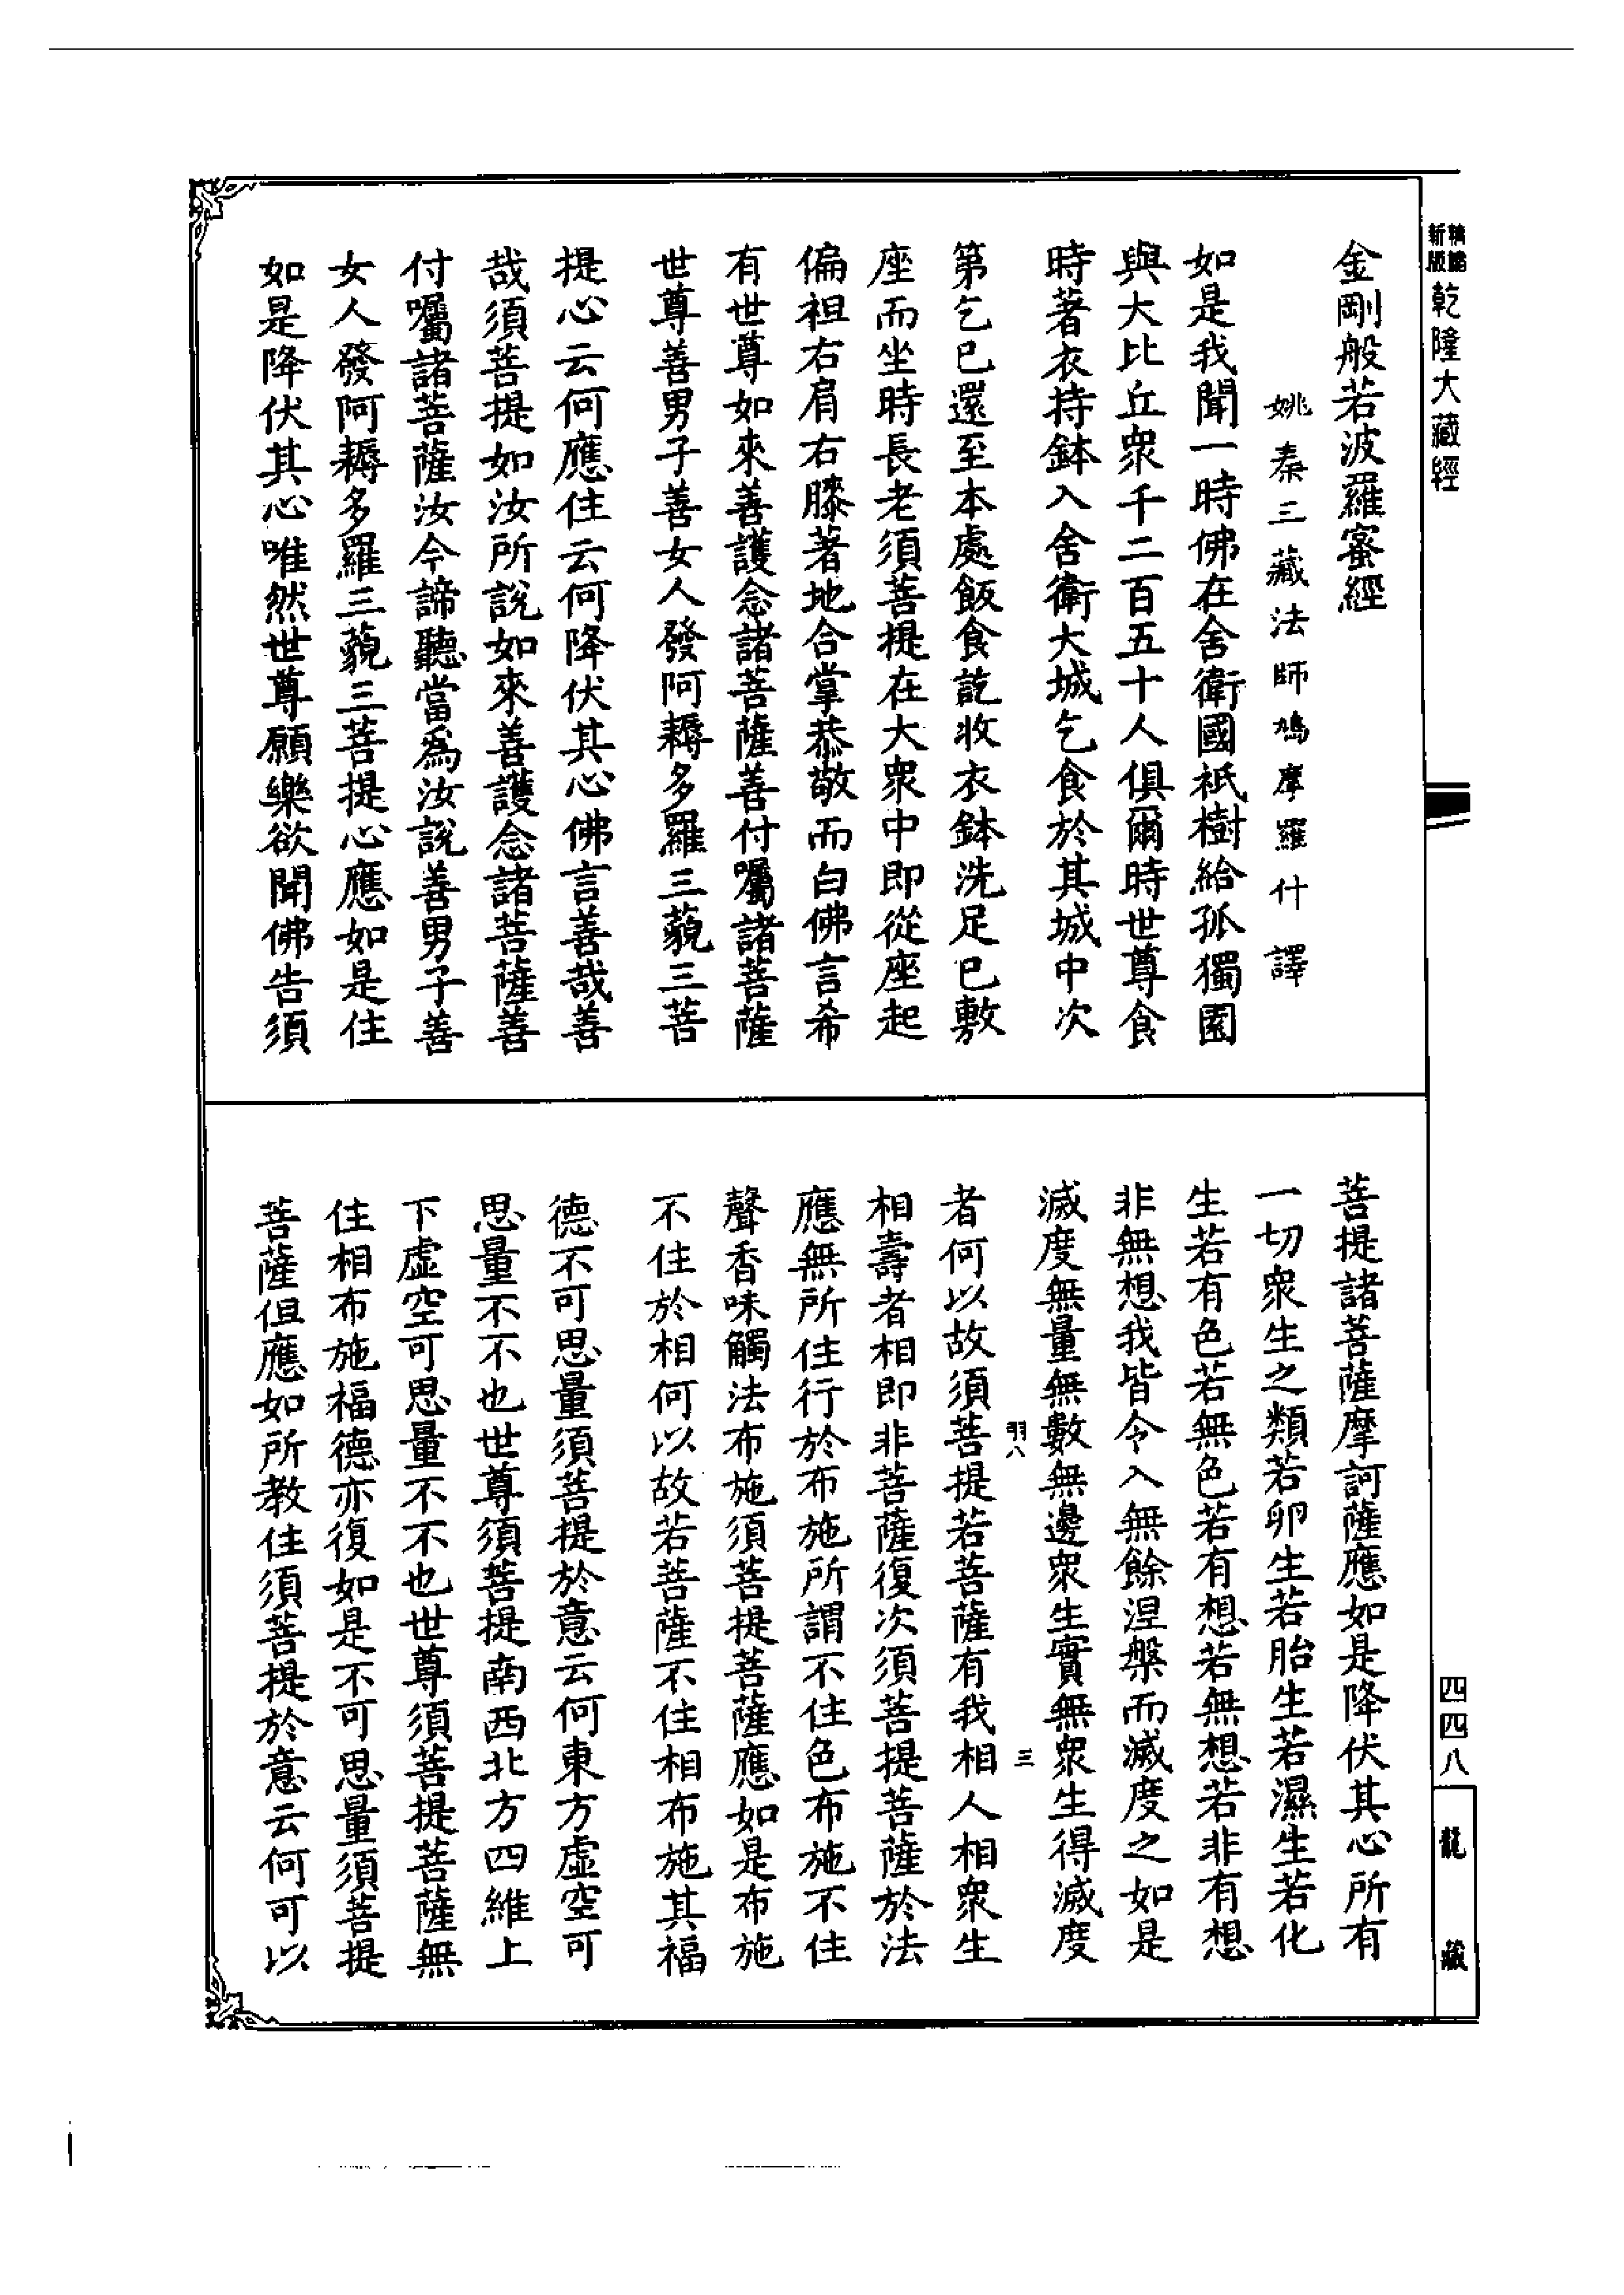 新版
精縮
乾隆大藏經
金剛般若波羅蜜經
姚秦三藏法師鳩摩羅什譯
如是我聞一時佛在舍衛國祇樹給孤獨園
與大比丘眾千二百五十人俱爾時世尊食
時著衣持鉢入舍衛大城乞食於其城中次
第乞已還至本處飯食訖收衣鉢洗足已敷
座而坐時長老須菩提在大眾中即從座起
偏袒右肩右膝著地合掌恭敬而白佛言希
有世尊如來善護念諸菩薩善付囑諸菩薩
世尊善男子善女人發阿耨多羅三藐三菩
提心云何應住云何降伏其心佛言善哉善
哉須菩提如汝所說如來善護念諸菩薩善
付囑諸菩薩汝今諦聽當爲汝說善男子善
女人發阿耨多羅三藐三菩提心應如是住
如是降伏其心唯然世尊願樂欲聞佛告須
菩提諸菩薩摩訶薩應如是降伏其心所有
一切眾生之類若卵生若胎生若濕生若化
生若有色若無色若有想若無想若非有想
非無想我皆令入無餘涅槃而滅度之如是
滅度無量無數無邊眾生實無眾生得滅度
羽八
三
者何以故須菩提若菩薩有我相人相眾生
相壽者相即非菩薩復次須菩提菩薩於法
應無所住行於布施所謂不住色布施不住
聲香味觸法布施須菩提菩薩應如是布施
不住於相何以故若菩薩不住相布施其福
德不可思量須菩提於意云何東方虛空可
思量不不也世尊須菩提南西北方四維上
下虛空可思量不不也世尊須菩提菩薩無
住相布施福德亦復如是不可思量須菩提
菩薩但應如所教住須菩提於意云何可以
四四八
龍藏